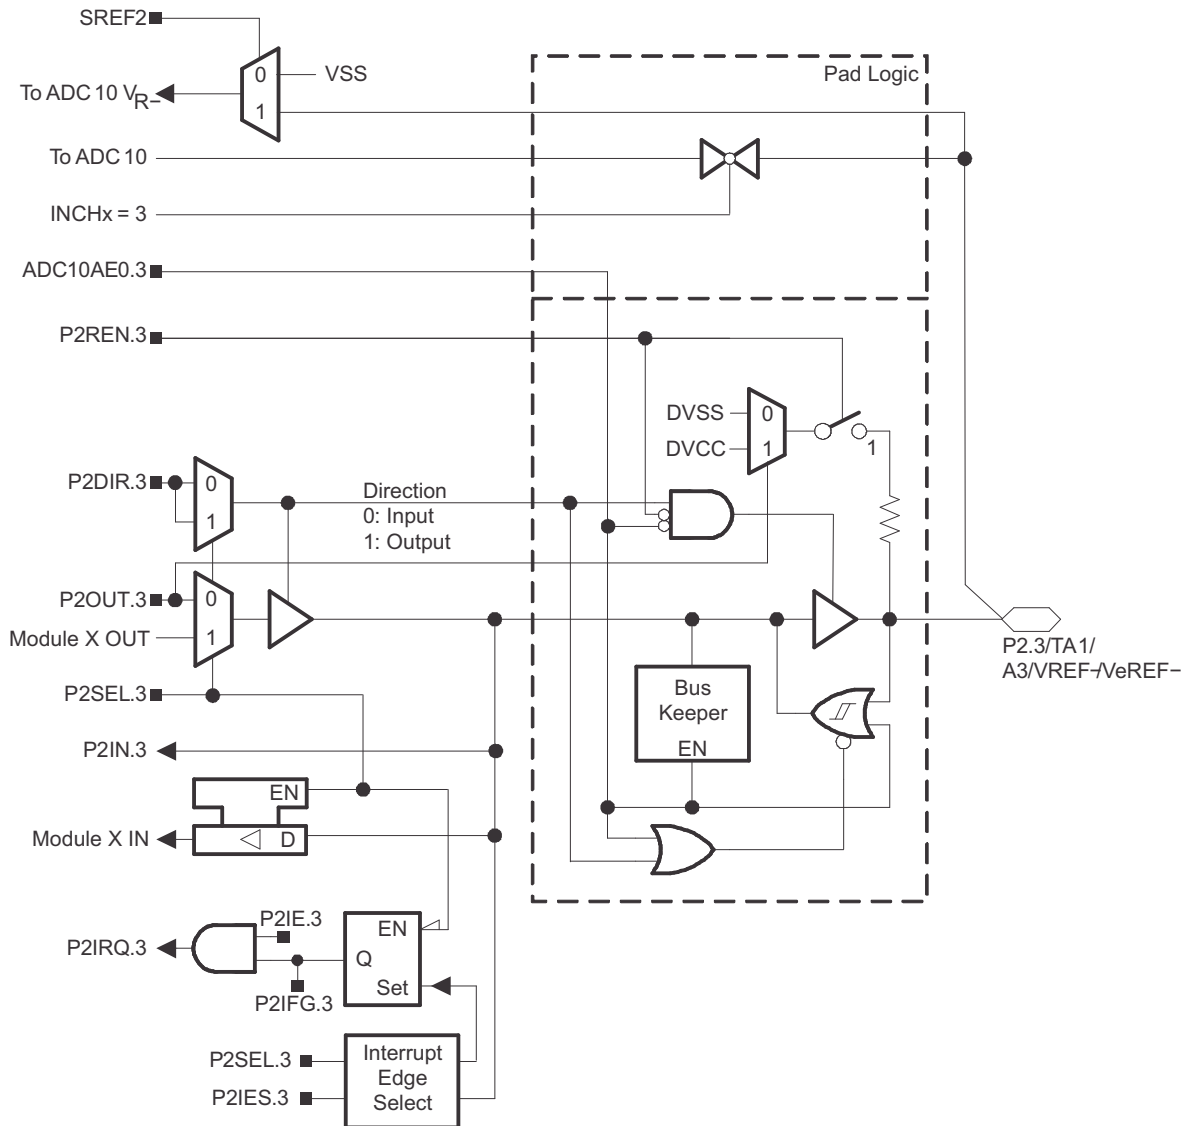 SREF2
0
VSS
Pad Logic
To ADC 10 VR−
1
To ADC 10
INCHx = 3
ADC10AE0.3
P2REN.3
DVSS
0
DVCC
1
1
P2DIR.3
0
1
Direction
0: Input
1: Output
P2OUT.3
0
Module X OUT
1
P2.3/TA1/
A3/VREF−/VeREF−
P2SEL.3
Bus
Keeper
EN
P2IN.3
EN
Module X IN
D
P2IE.3
EN
P2IRQ.3
Q
Set
P2IFG.3
P2SEL.3
P2IES.3
Interrupt
Edge
Select